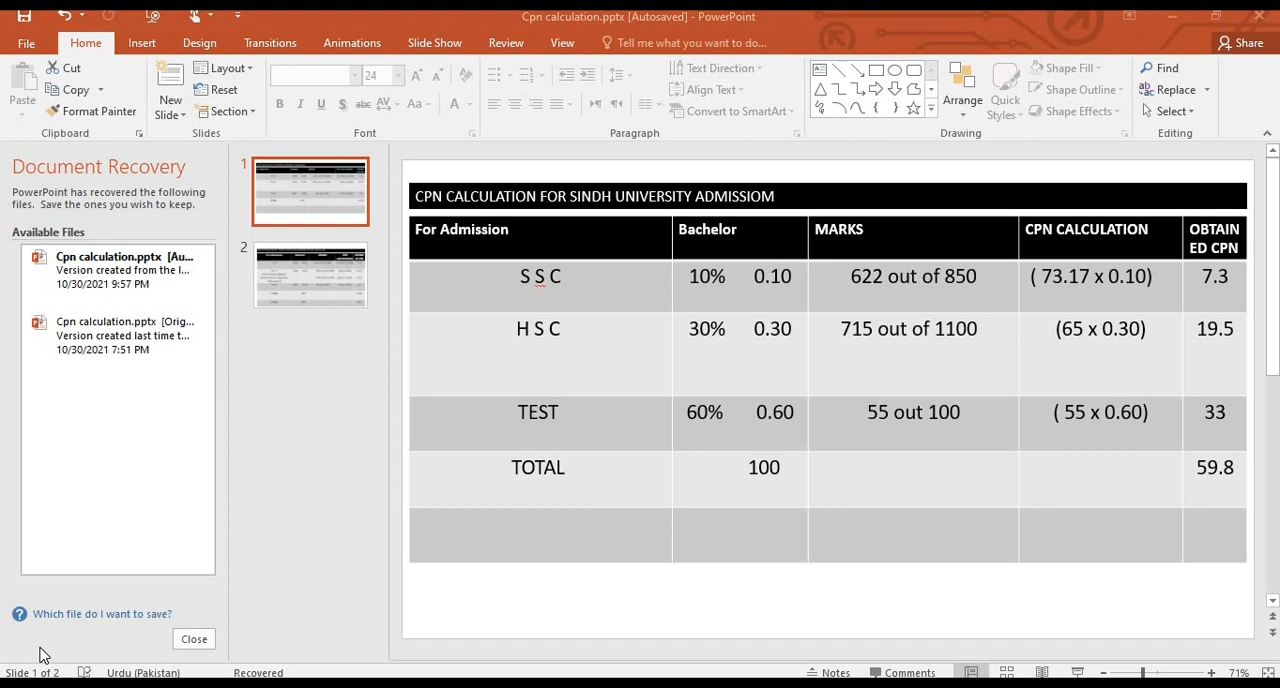 Cpn calculation.pptx [Autosaved] - PowerPoint
File Home Insert Design Transitions Animations Slide Show Review View Tell me what you want to do... Share
Paste Cut Copy Format Painter Clipboard
New Slide Layout Reset Section Slides
24
B I U S abc AV Aa A
Font
Text Direction Align Text Convert to SmartArt
Paragraph
Arrange Quick Styles Shape Fill Shape Outline Shape Effects
Drawing
Find Replace Select
Editing
Document Recovery
PowerPoint has recovered the following
files. Save the ones you wish to keep.
Available Files
Cpn calculation.pptx [Au...
Version created from the l...
10/30/2021 9:57 PM
Cpn calculation.pptx [Orig...
Version created last time t...
10/30/2021 7:51 PM
Which file do I want to save?
Close
1
2
CPN CALCULATION FOR SINDH UNIVERSITY ADMISSIOM
For Admission Bachelor MARKS CPN CALCULATION OBTAIN
ED CPN
S S C 10% 0.10 622 out of 850 ( 73.17 x 0.10) 7.3
H S C 30% 0.30 715 out of 1100 (65 x 0.30) 19.5
TEST 60% 0.60 55 out 100 ( 55 x 0.60) 33
TOTAL 100 59.8
Slide 1 of 2 Urdu (Pakistan) Recovered Notes Comments 71%